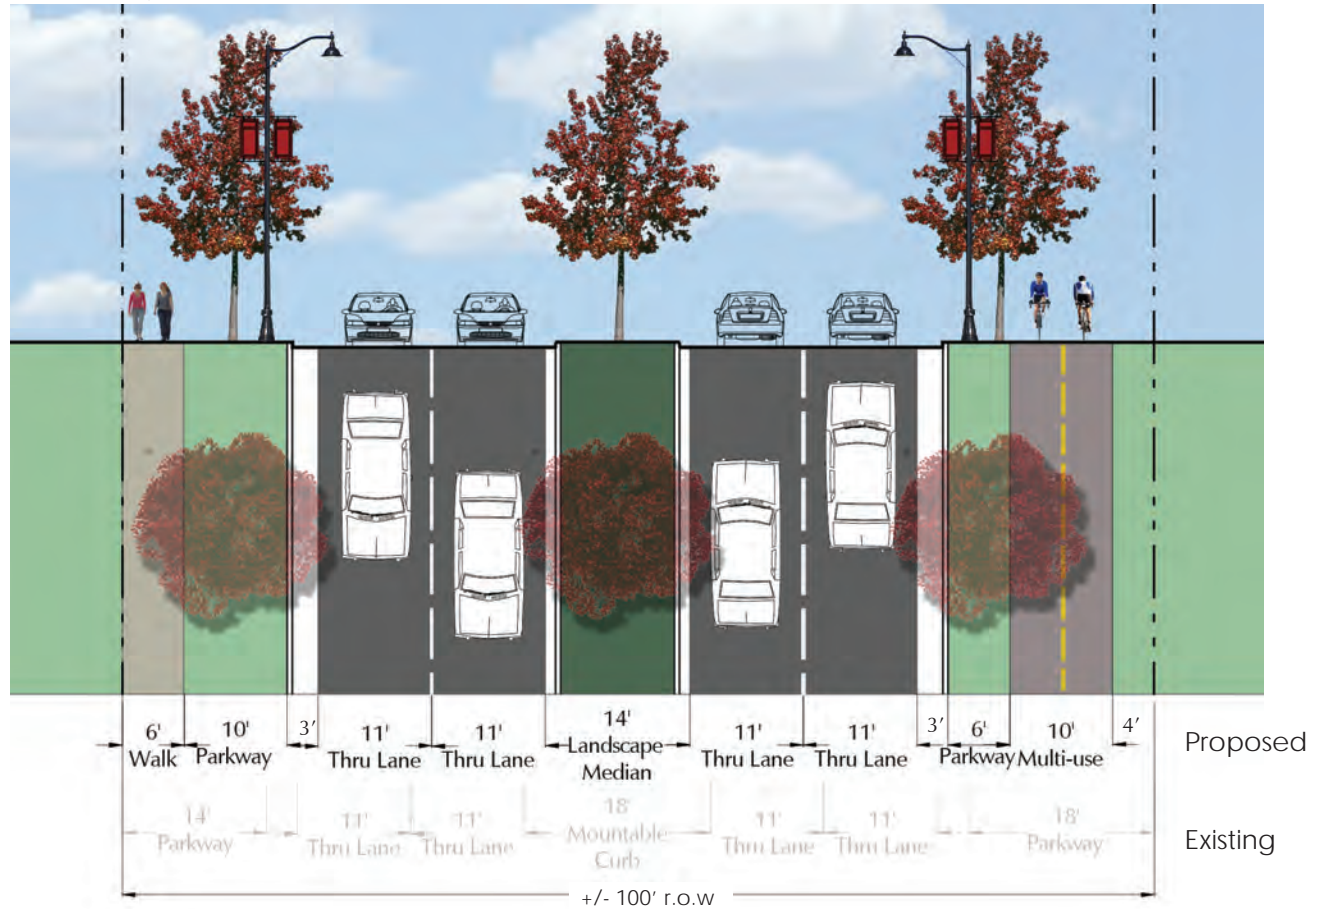 6' 10' 3' 11' 11' 14' 11' 11' 3' 6' 10' 4'
Walk Parkway Thru Lane Thru Lane Landscape Median Thru Lane Thru Lane Parkway Multi-use
Proposed
14' 11' 11' 18' 11' 11' 18'
Parkway Thru Lane Thru Lane Mountable Curb Thru Lane Thru Lane Parkway
Existing
+/- 100' r.o.w